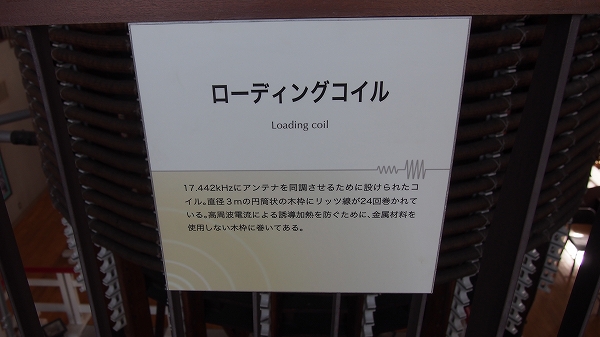 ローディングコイル
Loading coil
17.442kHzにアンテナを同調させるために設けられたコ
イル。直径3mの円筒状の木枠にリッツ線が24回巻かれて
いる。高周波電流による誘導加熱を防ぐために、金属材料を
使用しない木枠に巻いてある。